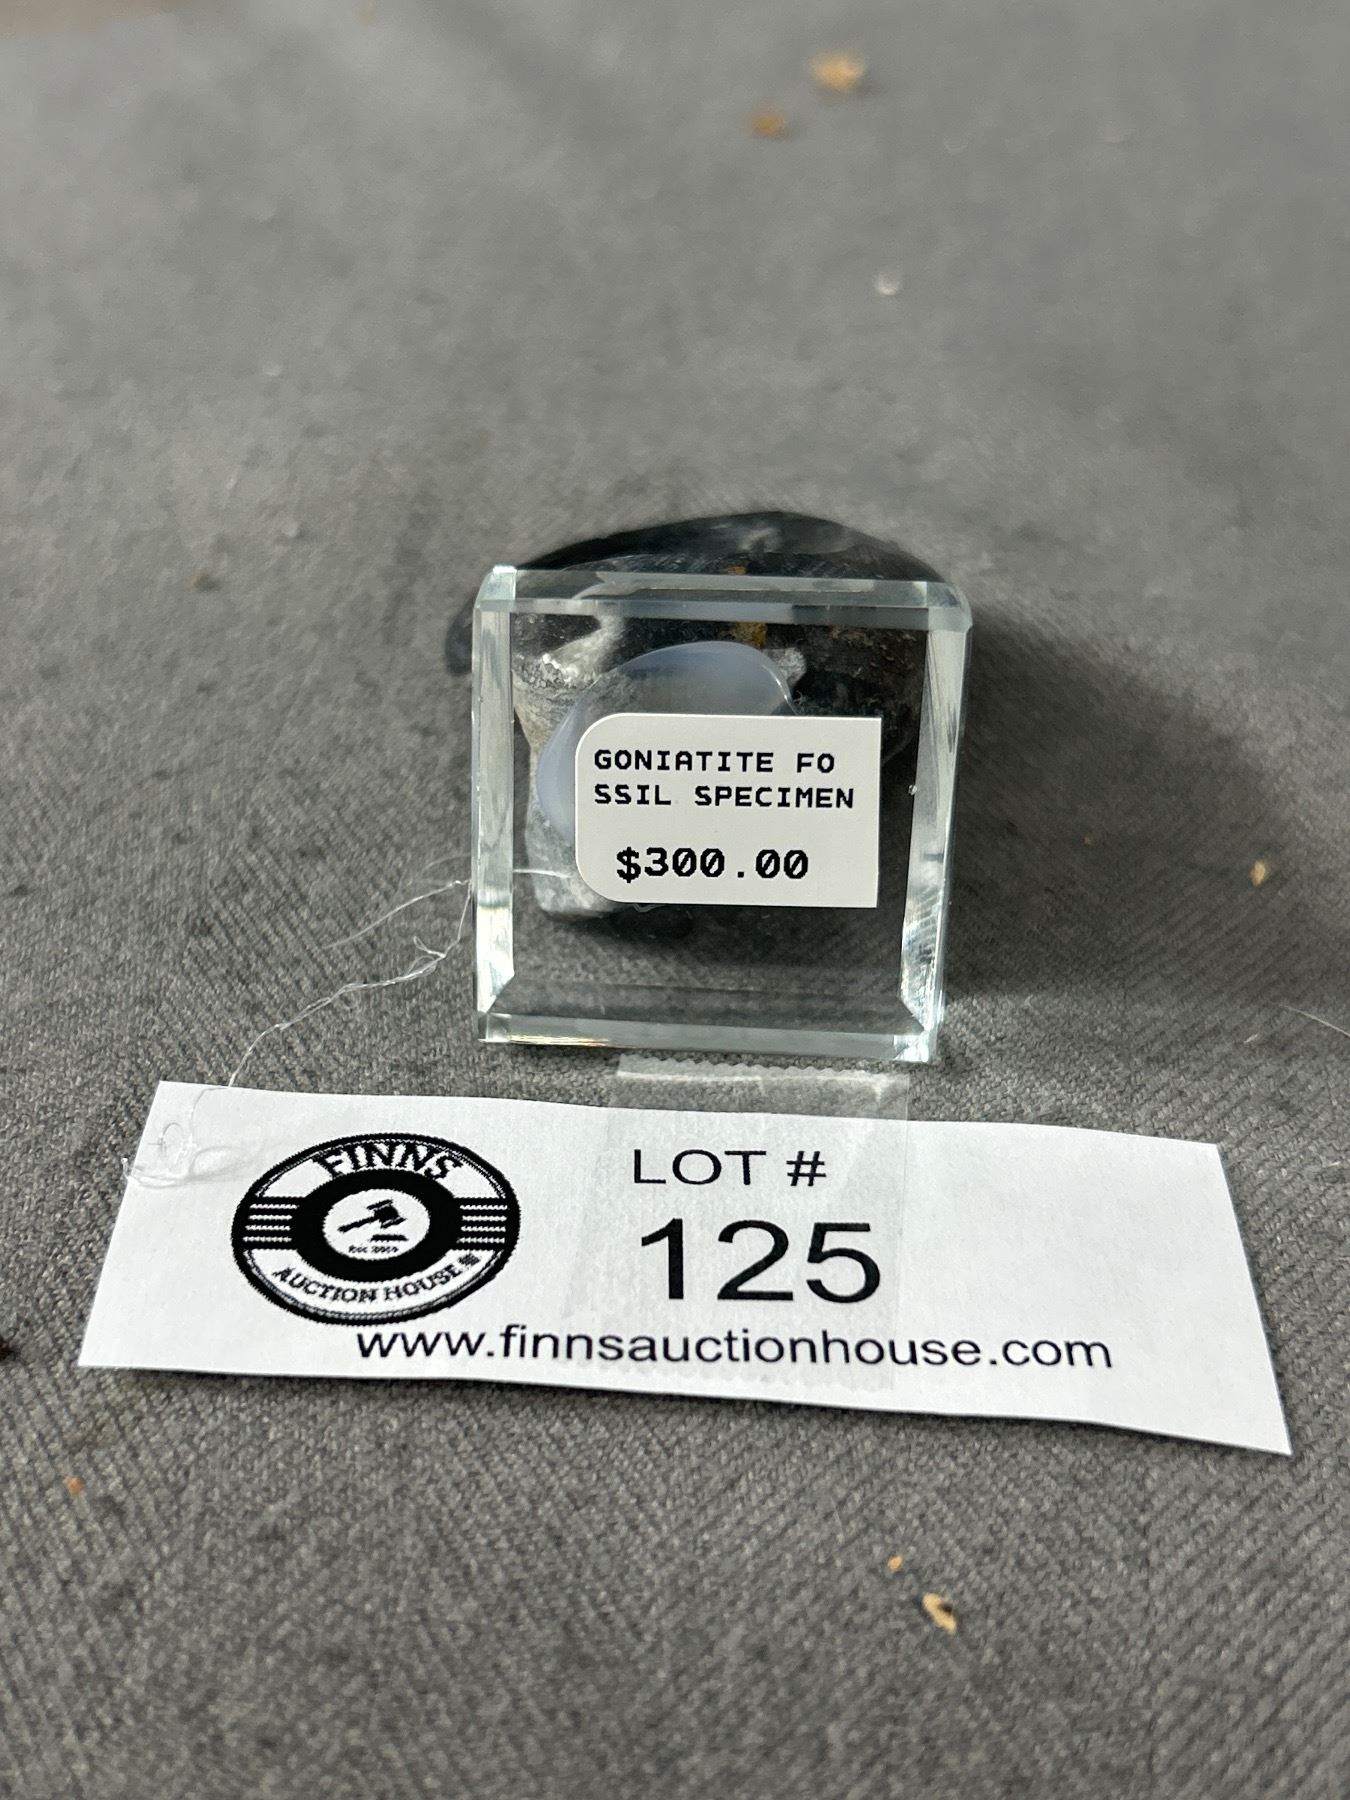 GONIATITE FO
SSIL SPECIMEN
$300.00
FINNS
AUCTION HOUSE
LOT #
125
www.finnsauctionhouse.com